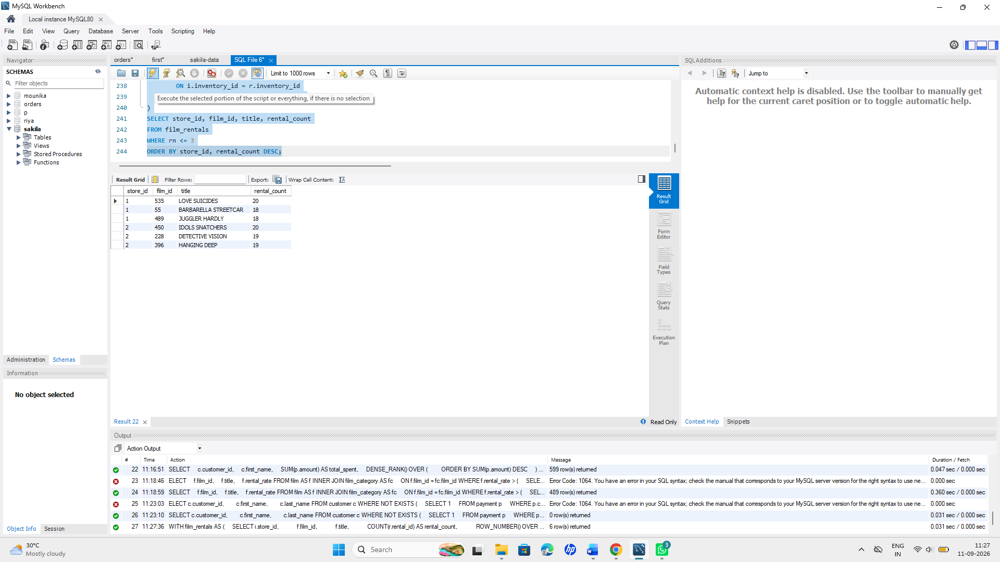 MySQL Workbench
Local instance MySQL80
File Edit View Query Database Server Tools Scripting Help
Navigator
SCHEMAS
Filter objects
mounika
orders
p
riya
sakila
Tables
Views
Stored Procedures
Functions
Administration Schemas
Information
No object selected
Object Info Session
orders* first* sakila-data SQL File 6*
Limit to 1000 rows
238 ON i.inventory_id = r.inventory_id
239
Execute the selected portion of the script or everything, if there is no selection
240 )
241 SELECT store_id, film_id, title, rental_count
242 FROM film_rentals
243 WHERE rn <= 3
244 ORDER BY store_id, rental_count DESC;
Result Grid Filter Rows: Export: Wrap Cell Content:
store_id film_id title rental_count
1 535 LOVE SUICIDES 20
1 55 BARBARELLA STREETCAR 18
1 489 JUGGLER HARDLY 18
2 450 IDOLS SNATCHERS 20
2 228 DETECTIVE VISION 19
2 396 HANGING DEEP 19
Result Grid
Form Editor
Field Types
Query Stats
Execution Plan
Result 22
Read Only
SQLAdditions
Jump to
Automatic context help is disabled. Use the toolbar to manually get
help for the current caret position or to toggle automatic help.
Context Help Snippets
Output
Action Output
# Time Action Message Duration / Fetch
22 11:16:51 SELECT c.customer_id, c.first_name, SUM(p.amount) AS total_spent, DENSE_RANK() OVER ( ORDER BY SUM(p.amount) DESC ) ... 599 row(s) returned 0.047 sec / 0.000 sec
23 11:18:46 ELECT f.film_id, f.title, f.rental_rate FROM film AS f INNER JOIN film_category AS fc ON f.film_id = fc.film_id WHERE f.rental_rate > ( SELE... Error Code: 1064. You have an error in your SQL syntax; check the manual that corresponds to your MySQL server version for the right syntax to use ne... 0.000 sec
24 11:18:59 SELECT f.film_id, f.title, f.rental_rate FROM film AS f INNER JOIN film_category AS fc ON f.film_id = fc.film_id WHERE f.rental_rate > ( SEL... 489 row(s) returned 0.360 sec / 0.000 sec
25 11:23:03 ELECT c.customer_id, c.first_name, c.last_name FROM customer c WHERE NOT EXISTS ( SELECT 1 FROM payment p WHERE p.c... Error Code: 1064. You have an error in your SQL syntax; check the manual that corresponds to your MySQL server version for the right syntax to use ne... 0.000 sec
26 11:23:10 SELECT c.customer_id, c.first_name, c.last_name FROM customer c WHERE NOT EXISTS ( SELECT 1 FROM payment p WHERE p... 0 row(s) returned 0.031 sec / 0.000 sec
27 11:27:36 WITH film_rentals AS ( SELECT i.store_id, f.film_id, f.title, COUNT(r.rental_id) AS rental_count, ROW_NUMBER() OVER ... 6 row(s) returned 0.031 sec / 0.000 sec
30°C
Mostly cloudy
Search
3
ENG
IN
11:27
11-09-2026